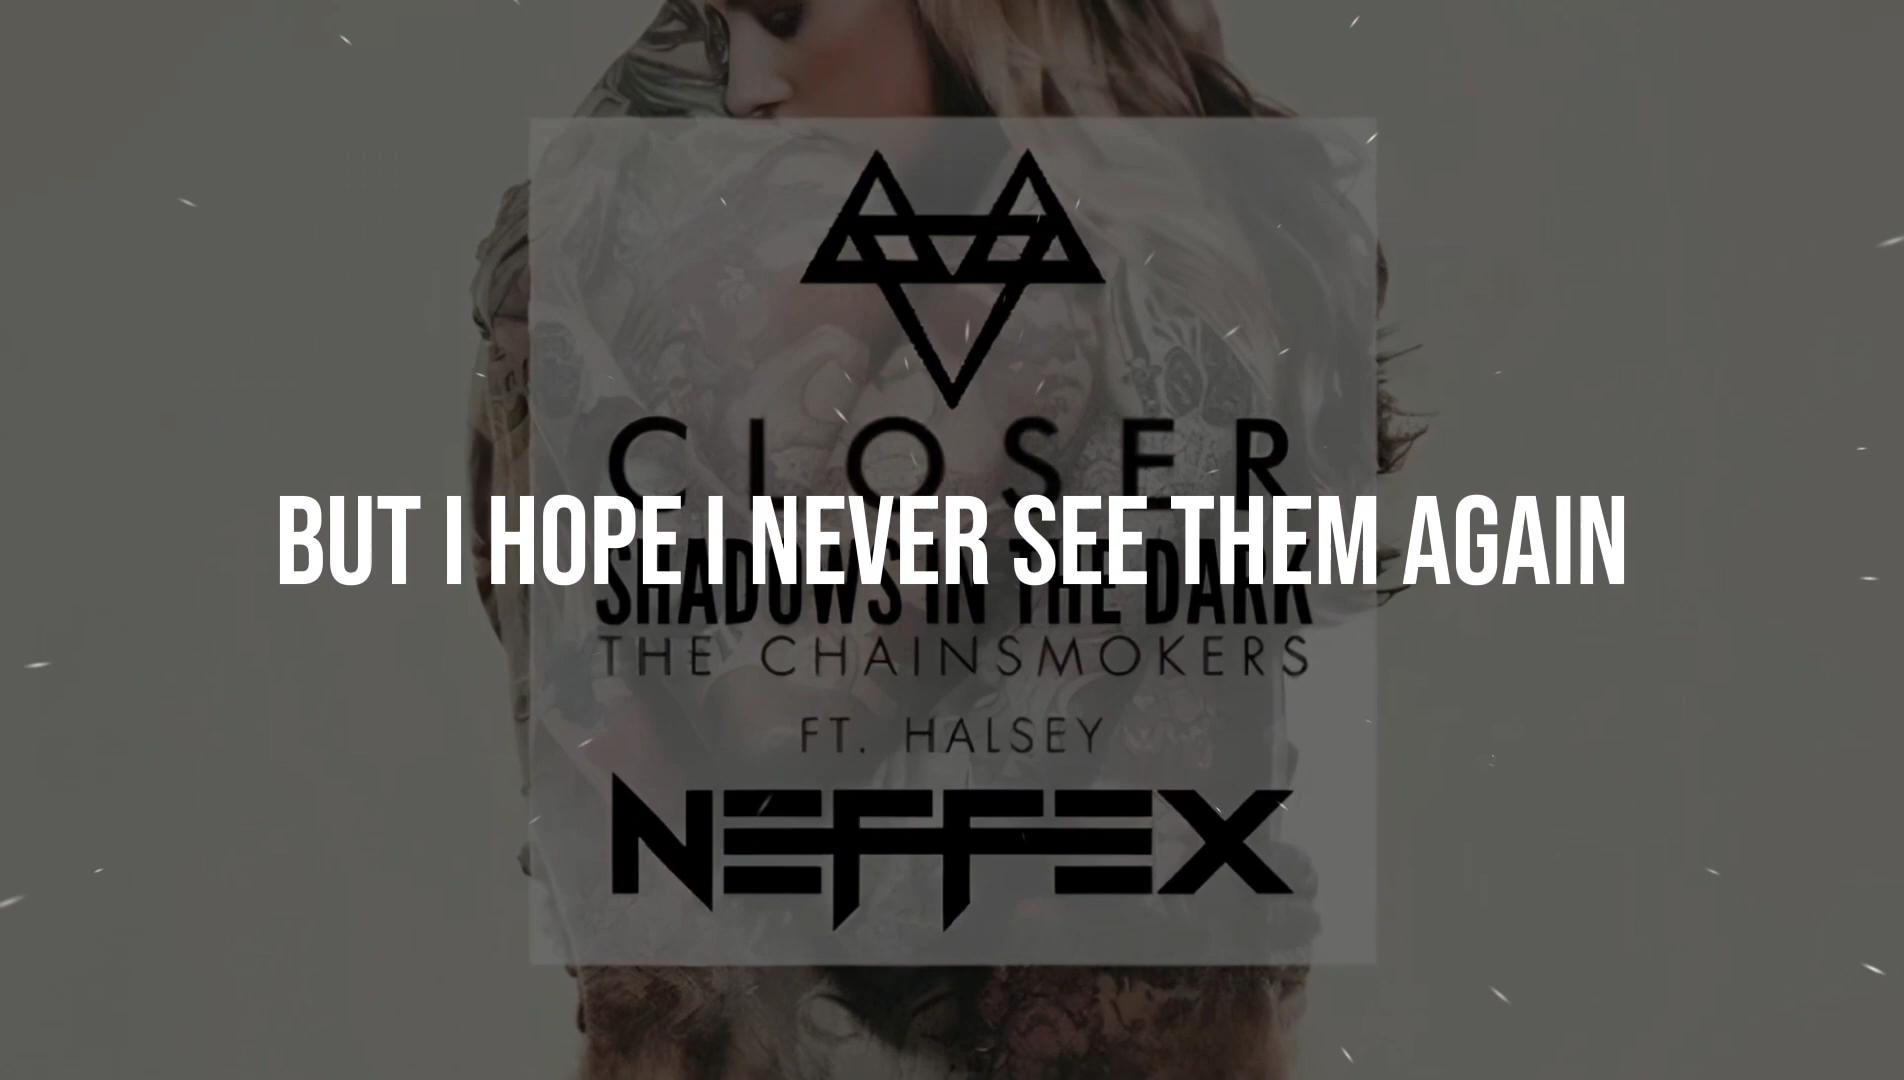 CLOSER
BUT I HOPE I NEVER SEE THEM AGAIN
SHADOWS IN THE DARK
THE CHAINSMOKERS
FT. HALSEY
NEFFEX